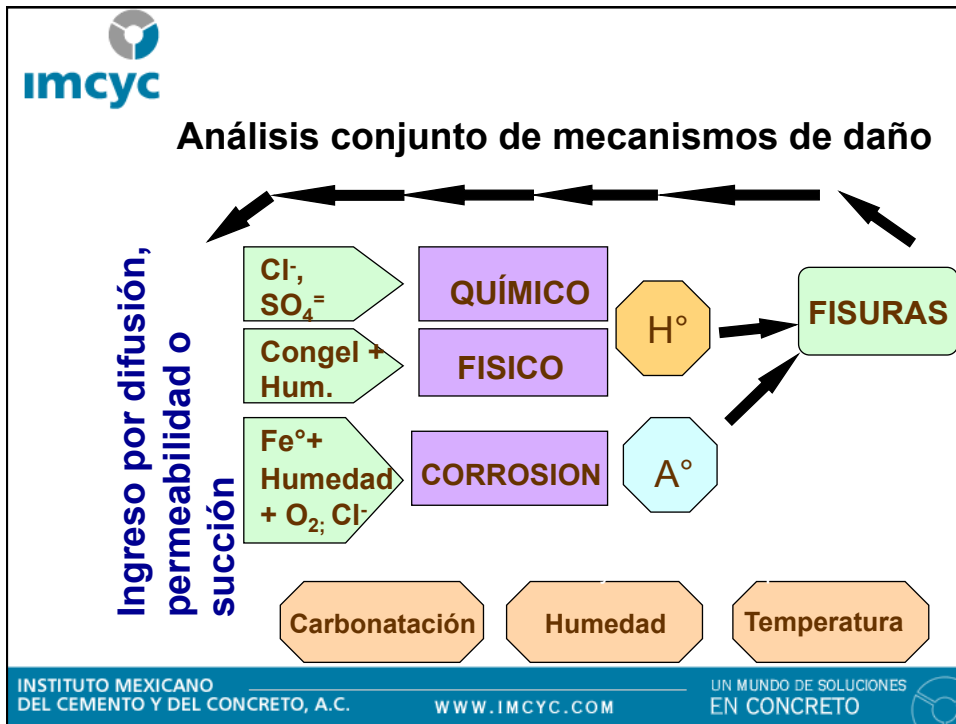 imcyc
Análisis conjunto de mecanismos de daño
Ingreso por difusión,
permeabilidad o
succión
Cl⁻,
SO₄⁼
QUÍMICO
Congel +
Hum.
FISICO
H°
FISURAS
Fe°+
Humedad
+ O₂; Cl⁻
CORROSION
A°
Carbonatación
Humedad
Temperatura
INSTITUTO MEXICANO
DEL CEMENTO Y DEL CONCRETO, A.C.
WWW.IMCYC.COM
UN MUNDO DE SOLUCIONES
EN CONCRETO